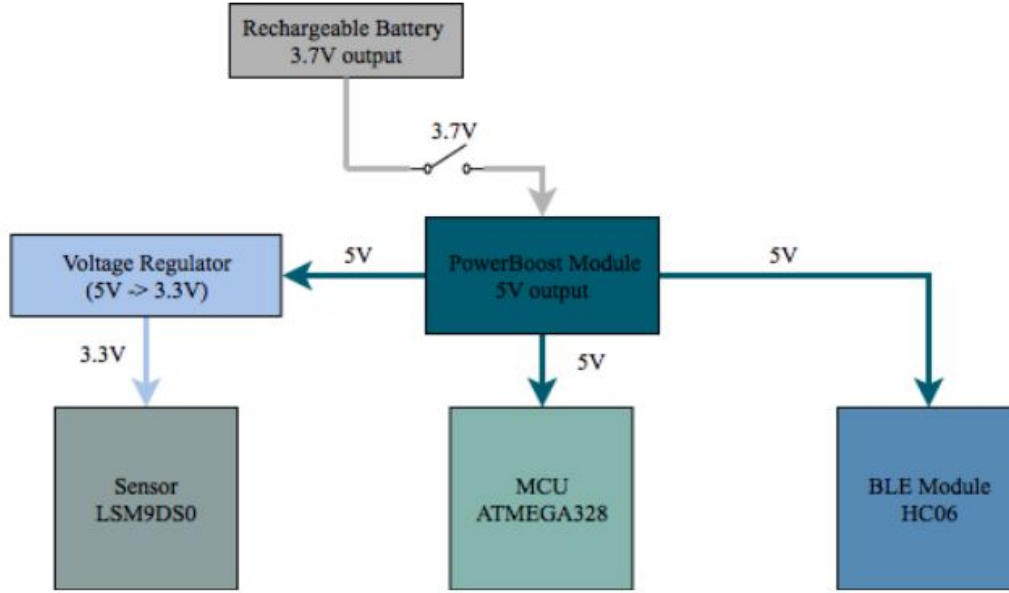 Rechargeable Battery
3.7V output
3.7V
Voltage Regulator
(5V -> 3.3V)
5V
PowerBoost Module
5V output
5V
3.3V
5V
Sensor
LSM9DS0
MCU
ATMEGA328
BLE Module
HC06